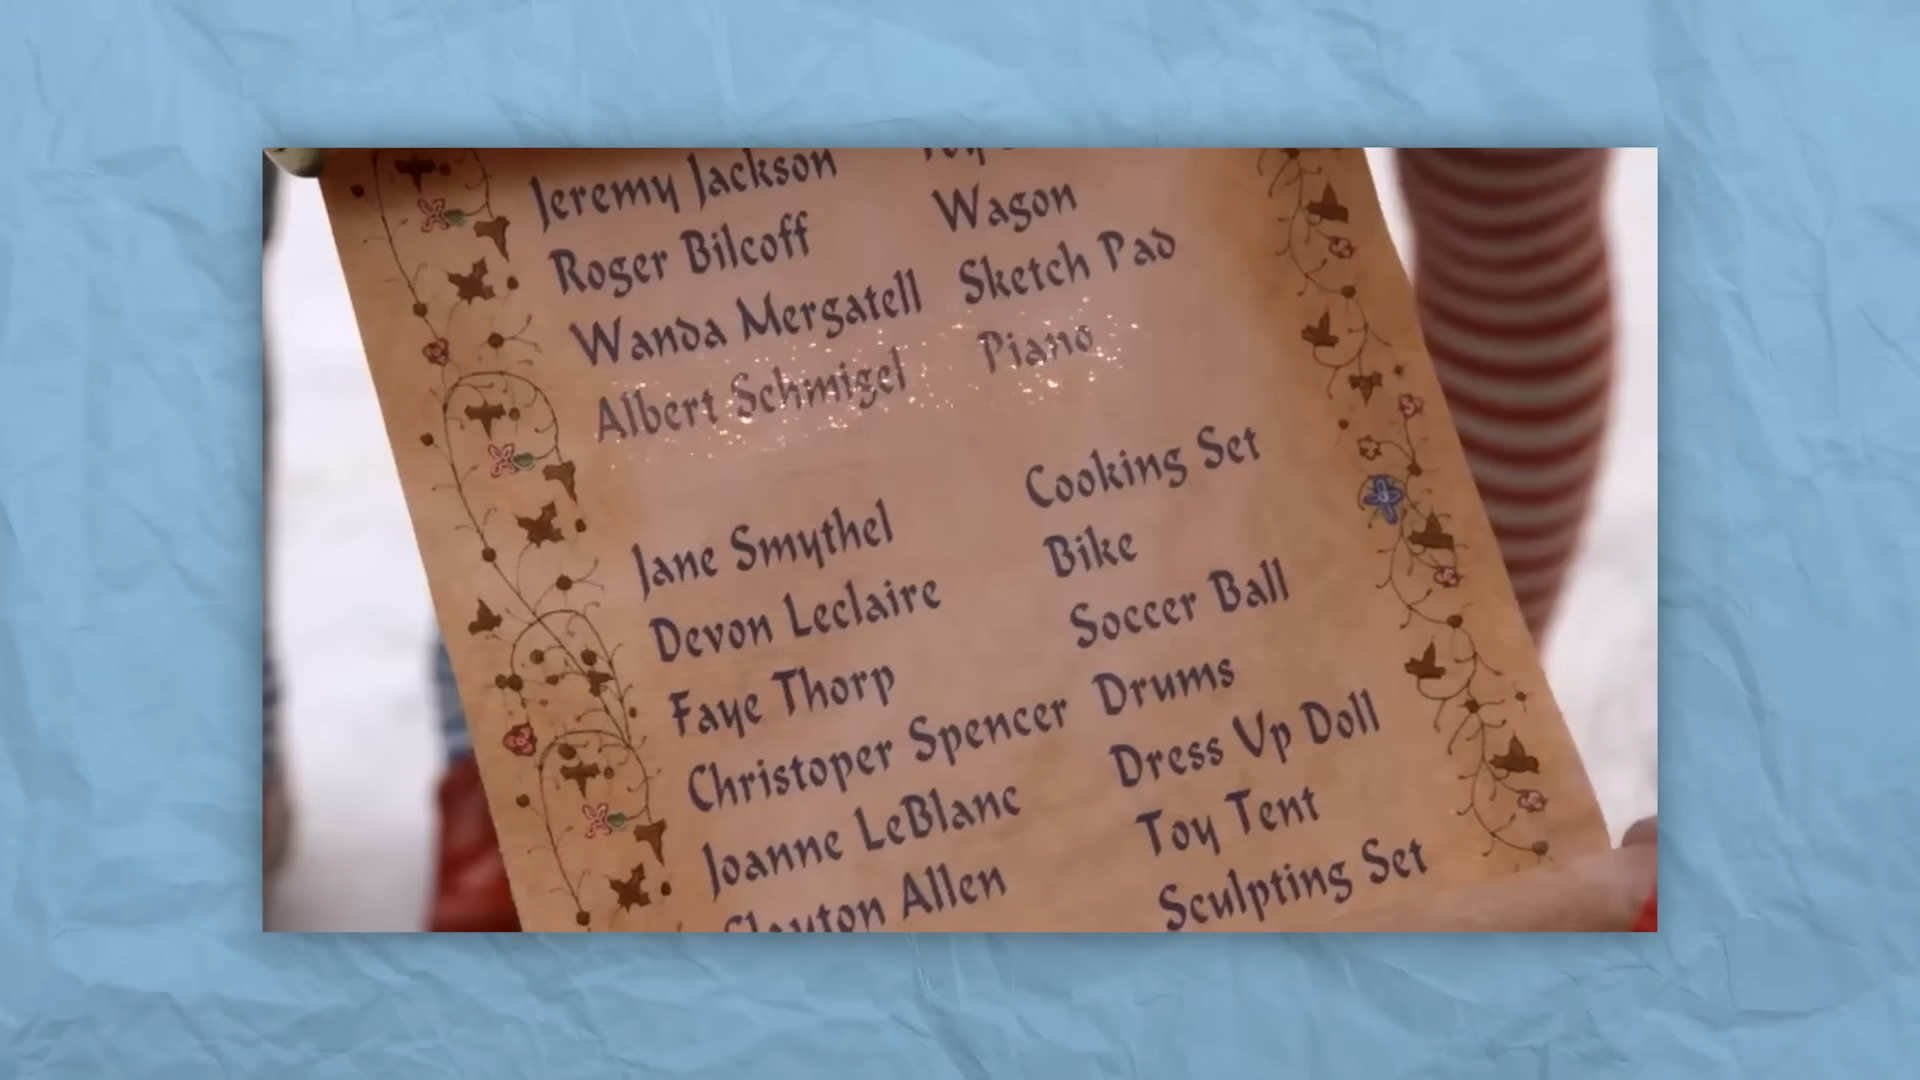 Jeremy Jackson
Roger Bilcoff Wagon
Wanda Mergatell Sketch Pad
Albert Schmigel Piano
Jane Smythel Cooking Set
Devon Leclaire Bike
Faye Thorp Soccer Ball
Christoper Spencer Drums
Joanne LeBlanc Dress Up Doll
Clayton Allen Toy Tent
Sculpting Set